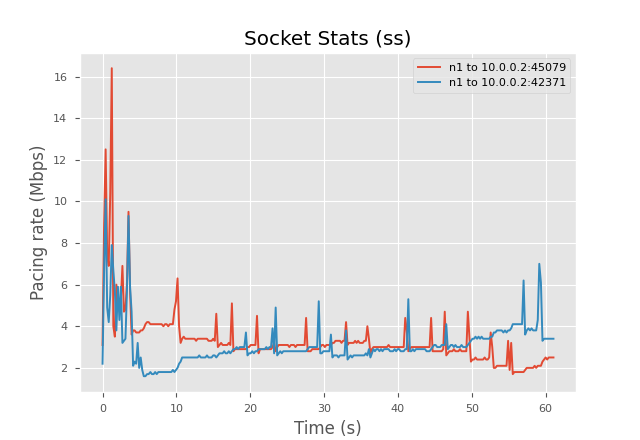 Socket Stats (ss)
n1 to 10.0.0.2:45079
n1 to 10.0.0.2:42371
Pacing rate (Mbps)
16
14
12
10
8
6
4
2
0 10 20 30 40 50 60
Time (s)